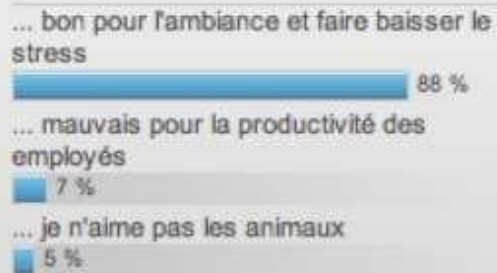 ... bon pour l'ambiance et faire baisser le
stress
88 %
... mauvais pour la productivité des
employés
7 %
... je n'aime pas les animaux
5 %